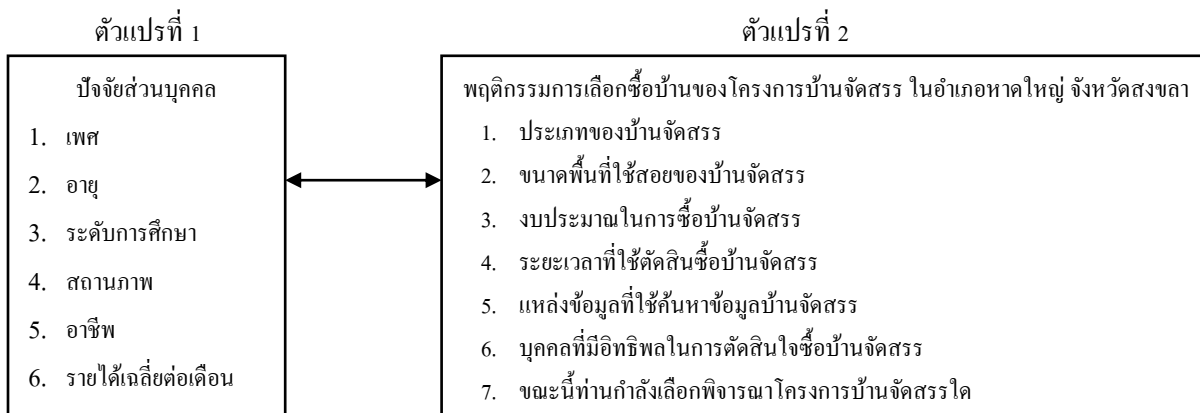 ตัวแปรที่ 1
ปัจจัยส่วนบุคคล
1. เพศ
2. อายุ
3. ระดับการศึกษา
4. สถานภาพ
5. อาชีพ
6. รายได้เฉลี่ยต่อเดือน
ตัวแปรที่ 2
พฤติกรรมการเลือกซื้อบ้านของโครงการบ้านจัดสรร ในอำเภอหาดใหญ่ จังหวัดสงขลา
1. ประเภทของบ้านจัดสรร
2. ขนาดพื้นที่ใช้สอยของบ้านจัดสรร
3. งบประมาณในการซื้อบ้านจัดสรร
4. ระยะเวลาที่ใช้ตัดสินซื้อบ้านจัดสรร
5. แหล่งข้อมูลที่ใช้ค้นหาข้อมูลบ้านจัดสรร
6. บุคคลที่มีอิทธิพลในการตัดสินใจซื้อบ้านจัดสรร
7. ขณะนี้ท่านกำลังเลือกพิจารณาโครงการบ้านจัดสรรใด